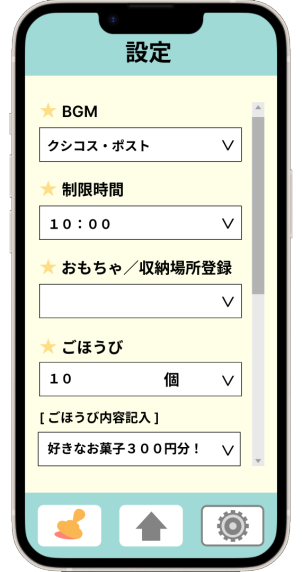 設定
★ BGM
クシコス・ポスト
★ 制限時間
１０：００
★ おもちゃ／収納場所登録
★ ごほうび
１０ 個
[ ごほうび内容記入 ]
好きなお菓子３００円分！